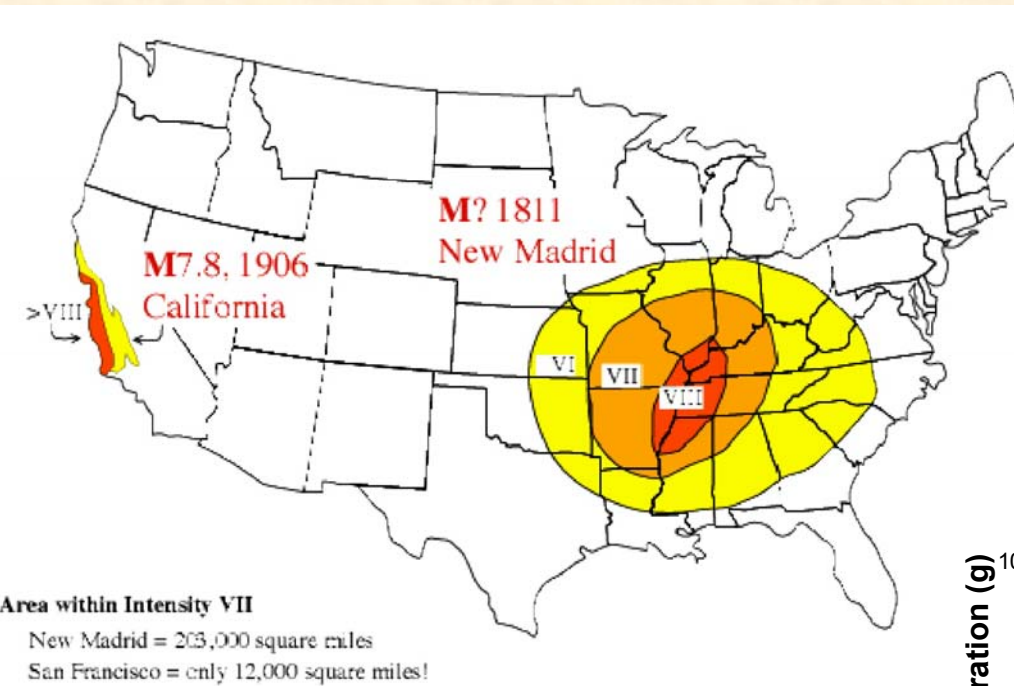 M? 1811
New Madrid
M7.8, 1906
California
>VIII
VI
VII
VIII
Area within Intensity VII
New Madrid = 203,000 square miles
San Francisco = only 12,000 square miles!
ration (g)
10